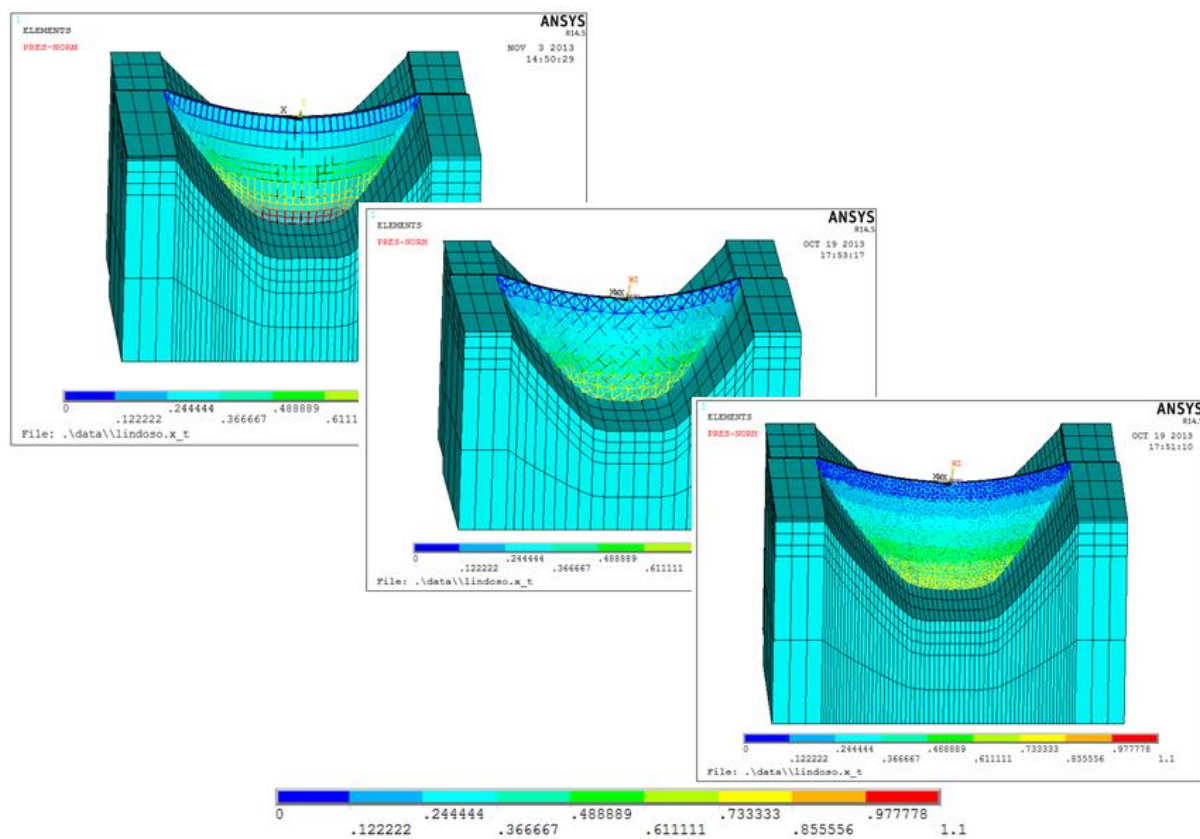 1
ELEMENTS
PRES-NORM
ANSYS
R14.5
NOV 3 2013
14:50:29
X
Y
0
.122222
.244444
.366667
.488889
.6111
File: .\data\\lindoso.x_t
1
ELEMENTS
PRES-NORM
ANSYS
R14.5
OCT 19 2013
17:53:17
0
.122222
.244444
.366667
.488889
.611111
File: .\data\\lindoso.x_t
1
ELEMENTS
PRES-NORM
ANSYS
R14.5
OCT 19 2013
17:51:10
0
.122222
.244444
.366667
.488889
.611111
.733333
.855556
.977778
1.1
File: .\data\\lindoso.x_t
0
.122222
.244444
.366667
.488889
.611111
.733333
.855556
.977778
1.1